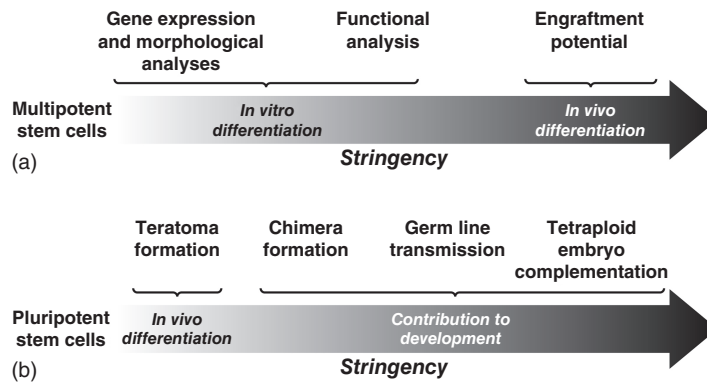 Gene expression
and morphological
analyses
Functional
analysis
Engraftment
potential
Multipotent
stem cells
In vitro
differentiation
In vivo
differentiation
(a)
Stringency
Teratoma
formation
Chimera
formation
Germ line
transmission
Tetraploid
embryo
complementation
Pluripotent
stem cells
In vivo
differentiation
Contribution to
development
(b)
Stringency